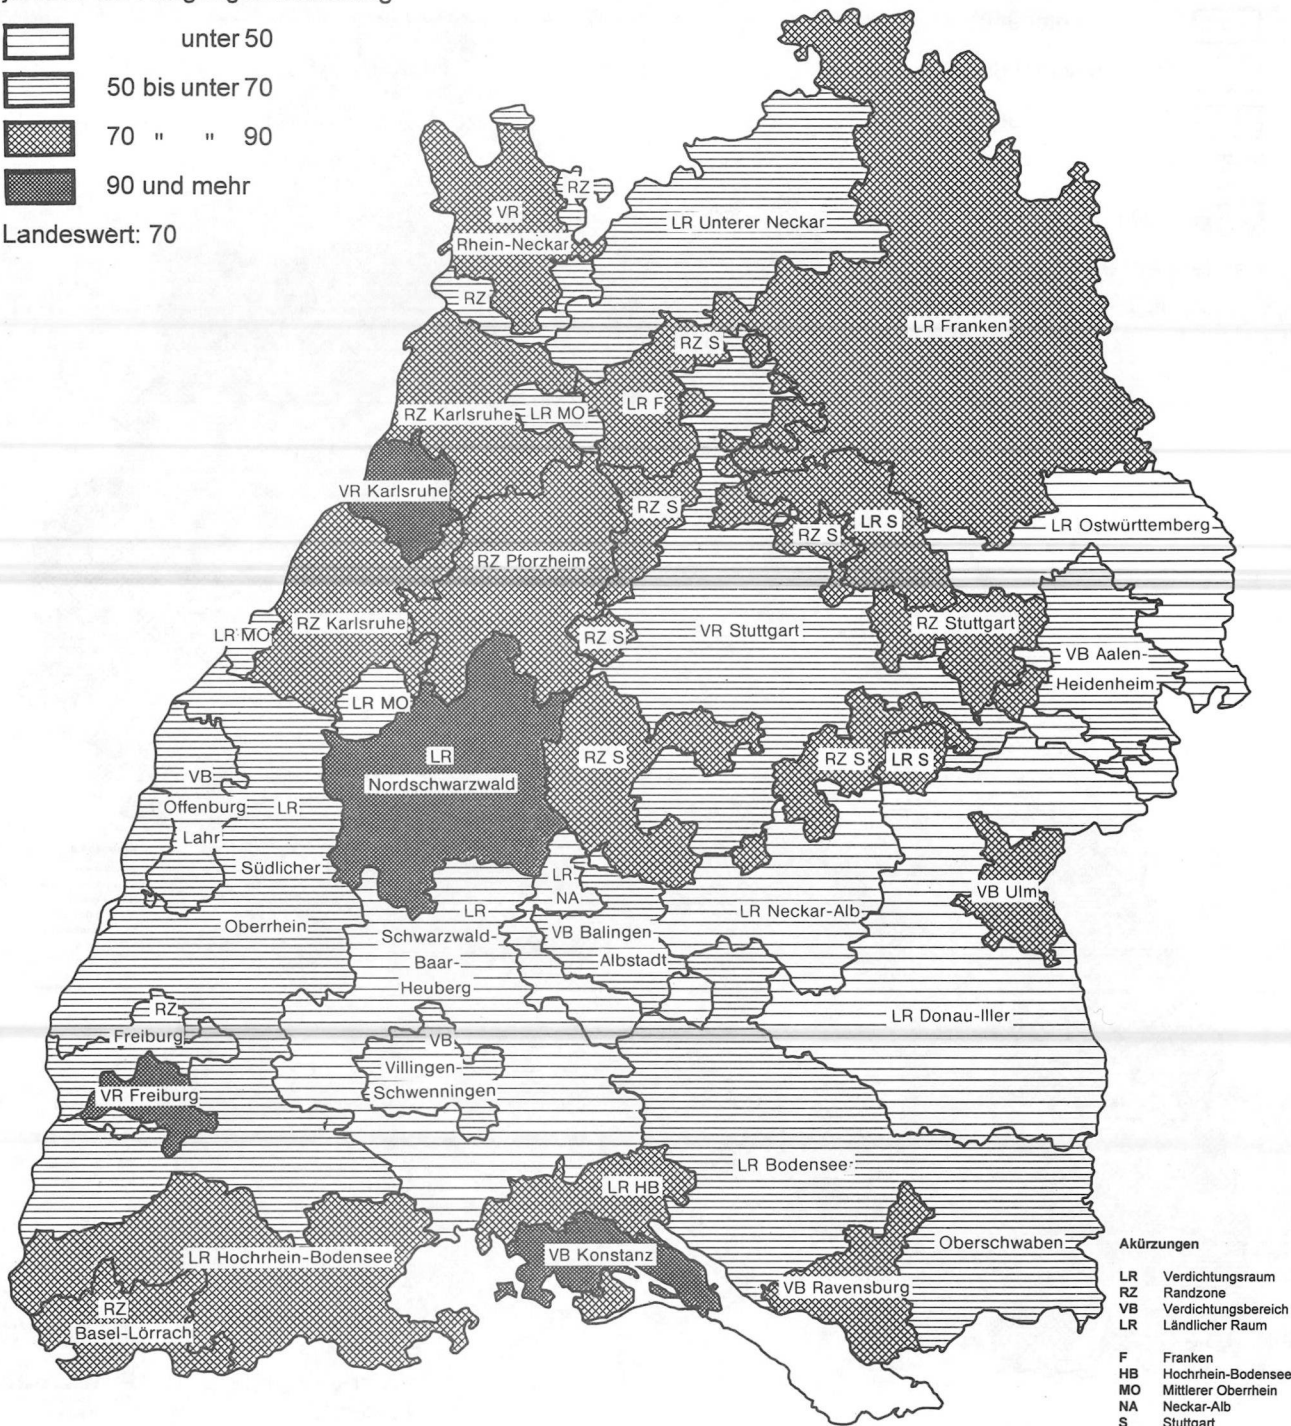 unter 50
50 bis unter 70
70 " " 90
90 und mehr
Landeswert: 70
RZ
VR
Rhein-Neckar
LR Unterer Neckar
RZ
LR Franken
RZ S
LR F
RZ Karlsruhe
LR MO
VR Karlsruhe
RZ S
LR S
LR Ostwürttemberg
RZ S
RZ Pforzheim
RZ Karlsruhe
LR MO
RZ S
VR Stuttgart
RZ Stuttgart
VB Aalen-
Heidenheim
LR MO
LR
Nordschwarzwald
RZ S
RZ S
LR S
VB
Offenburg
Lahr
LR
Südlicher
Oberrhein
LR
NA
VB Ulm
LR
Schwarzwald-
Baar-
Heuberg
LR Neckar-Alb
VB Balingen
Albstadt
RZ
Freiburg
LR Donau-Iller
VB
Villingen-
Schwenningen
VR Freiburg
LR Bodensee-
Oberschwaben
LR HB
VB Konstanz
LR Hochrhein-Bodensee
VB Ravensburg
RZ
Basel-Lörrach
Akürzungen
LR Verdichtungsraum
RZ Randzone
VB Verdichtungsbereich
LR Ländlicher Raum
F Franken
HB Hochrhein-Bodensee
MO Mittlerer Oberrhein
NA Neckar-Alb
S Stuttgart